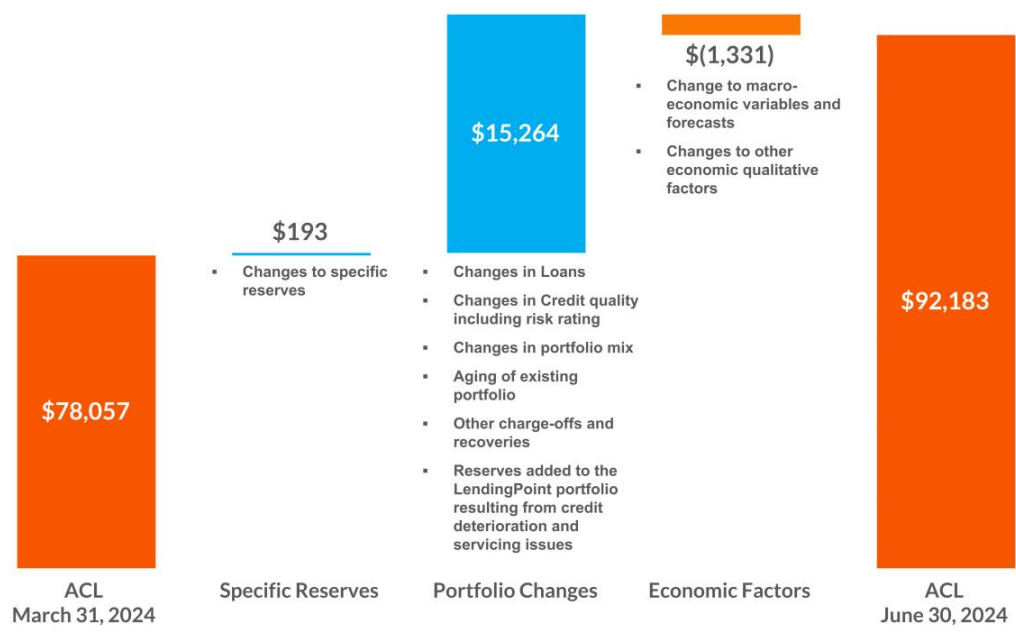 $78,057
ACL
March 31, 2024
$193
▪ Changes to specific
reserves
Specific Reserves
$15,264
▪ Changes in Loans
▪ Changes in Credit quality
including risk rating
▪ Changes in portfolio mix
▪ Aging of existing
portfolio
▪ Other charge-offs and
recoveries
▪ Reserves added to the
LendingPoint portfolio
resulting from credit
deterioration and
servicing issues
Portfolio Changes
$(1,331)
▪ Change to macro-
economic variables and
forecasts
▪ Changes to other
economic qualitative
factors
Economic Factors
$92,183
ACL
June 30, 2024